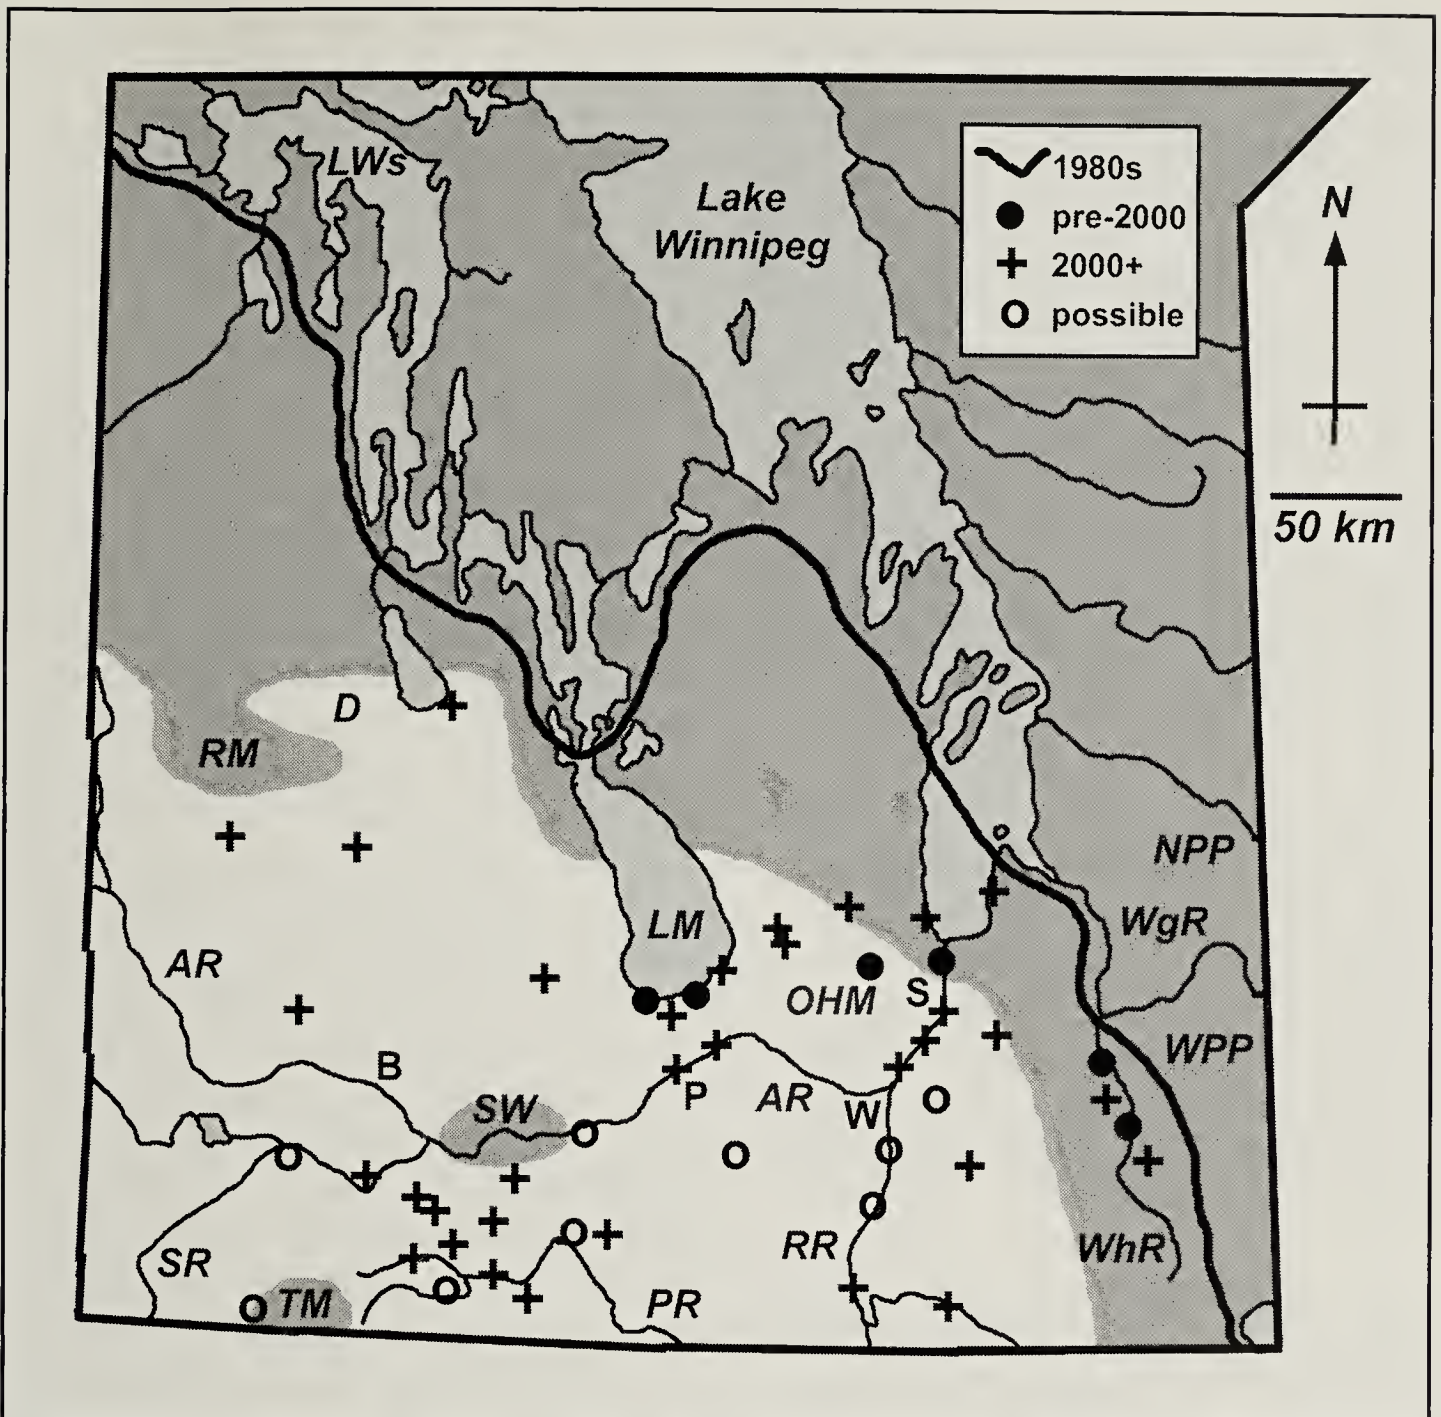 LWs
Lake
Winnipeg
1980s
pre-2000
2000+
possible
N
50 km
D
RM
NPP
WgR
LM
AR
OHM
S
WPP
B
SW
P
AR
W
SR
RR
WhR
TM
PR